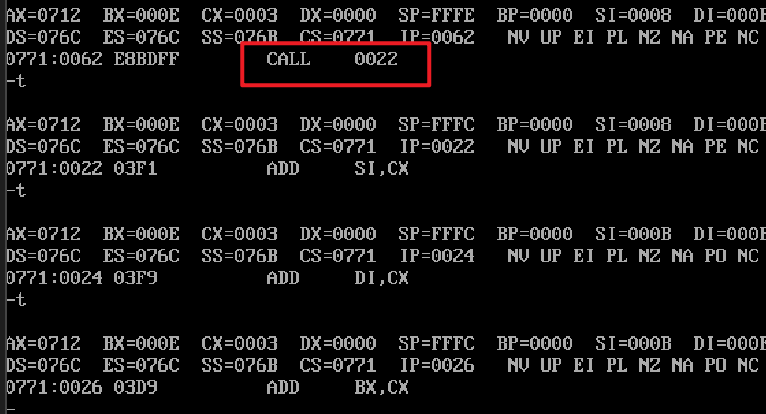 AX=0712 BX=000E CX=0003 DX=0000 SP=FFFE BP=0000 SI=0008 DI=000
DS=076C ES=076C SS=076B CS=0771 IP=0062 NV UP EI PL NZ NA PE NC
0771:0062 E8BDFF CALL 0022
-t
AX=0712 BX=000E CX=0003 DX=0000 SP=FFFC BP=0000 SI=0008 DI=000
DS=076C ES=076C SS=076B CS=0771 IP=0022 NV UP EI PL NZ NA PE NC
0771:0022 03F1 ADD SI,CX
-t
AX=0712 BX=000E CX=0003 DX=0000 SP=FFFC BP=0000 SI=000B DI=000
DS=076C ES=076C SS=076B CS=0771 IP=0024 NV UP EI PL NZ NA PO NC
0771:0024 03F9 ADD DI,CX
-t
AX=0712 BX=000E CX=0003 DX=0000 SP=FFFC BP=0000 SI=000B DI=000
DS=076C ES=076C SS=076B CS=0771 IP=0026 NV UP EI PL NZ NA PO NC
0771:0026 03D9 ADD BX,CX
-